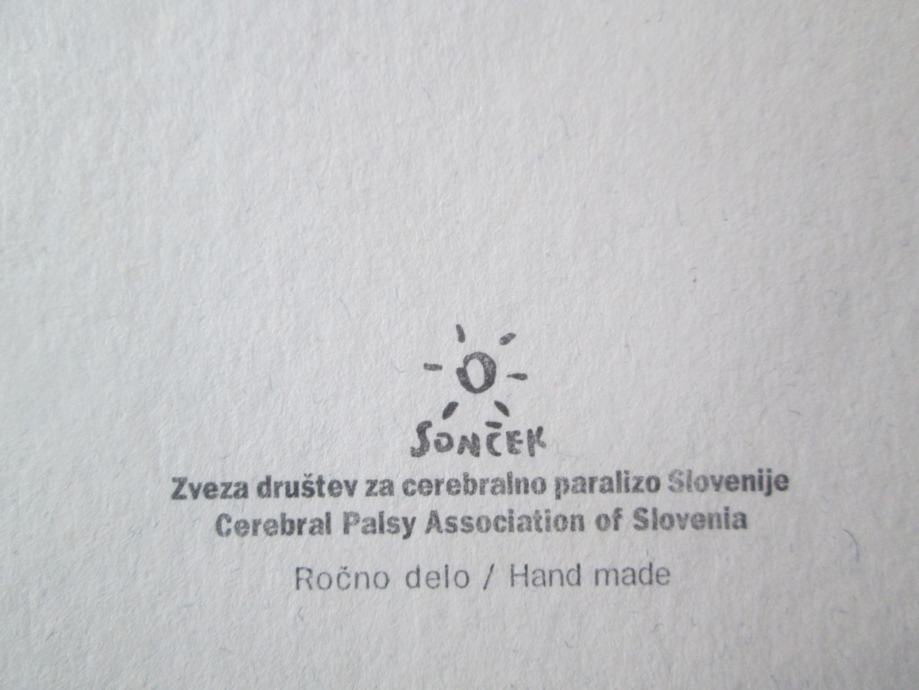 SONČEK
Zveza društev za cerebralno paralizo Slovenije
Cerebral Palsy Association of Slovenia
Ročno delo / Hand made